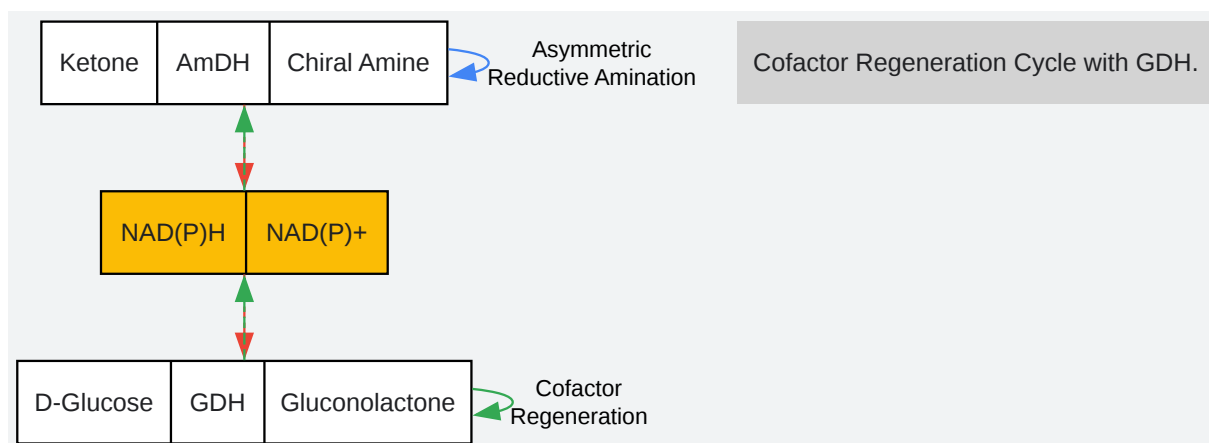 Ketone
AmDH
Chiral Amine
Asymmetric
Reductive Amination
Cofactor Regeneration Cycle with GDH.
NAD(P)H
NAD(P)+
D-Glucose
GDH
Gluconolactone
Cofactor
Regeneration